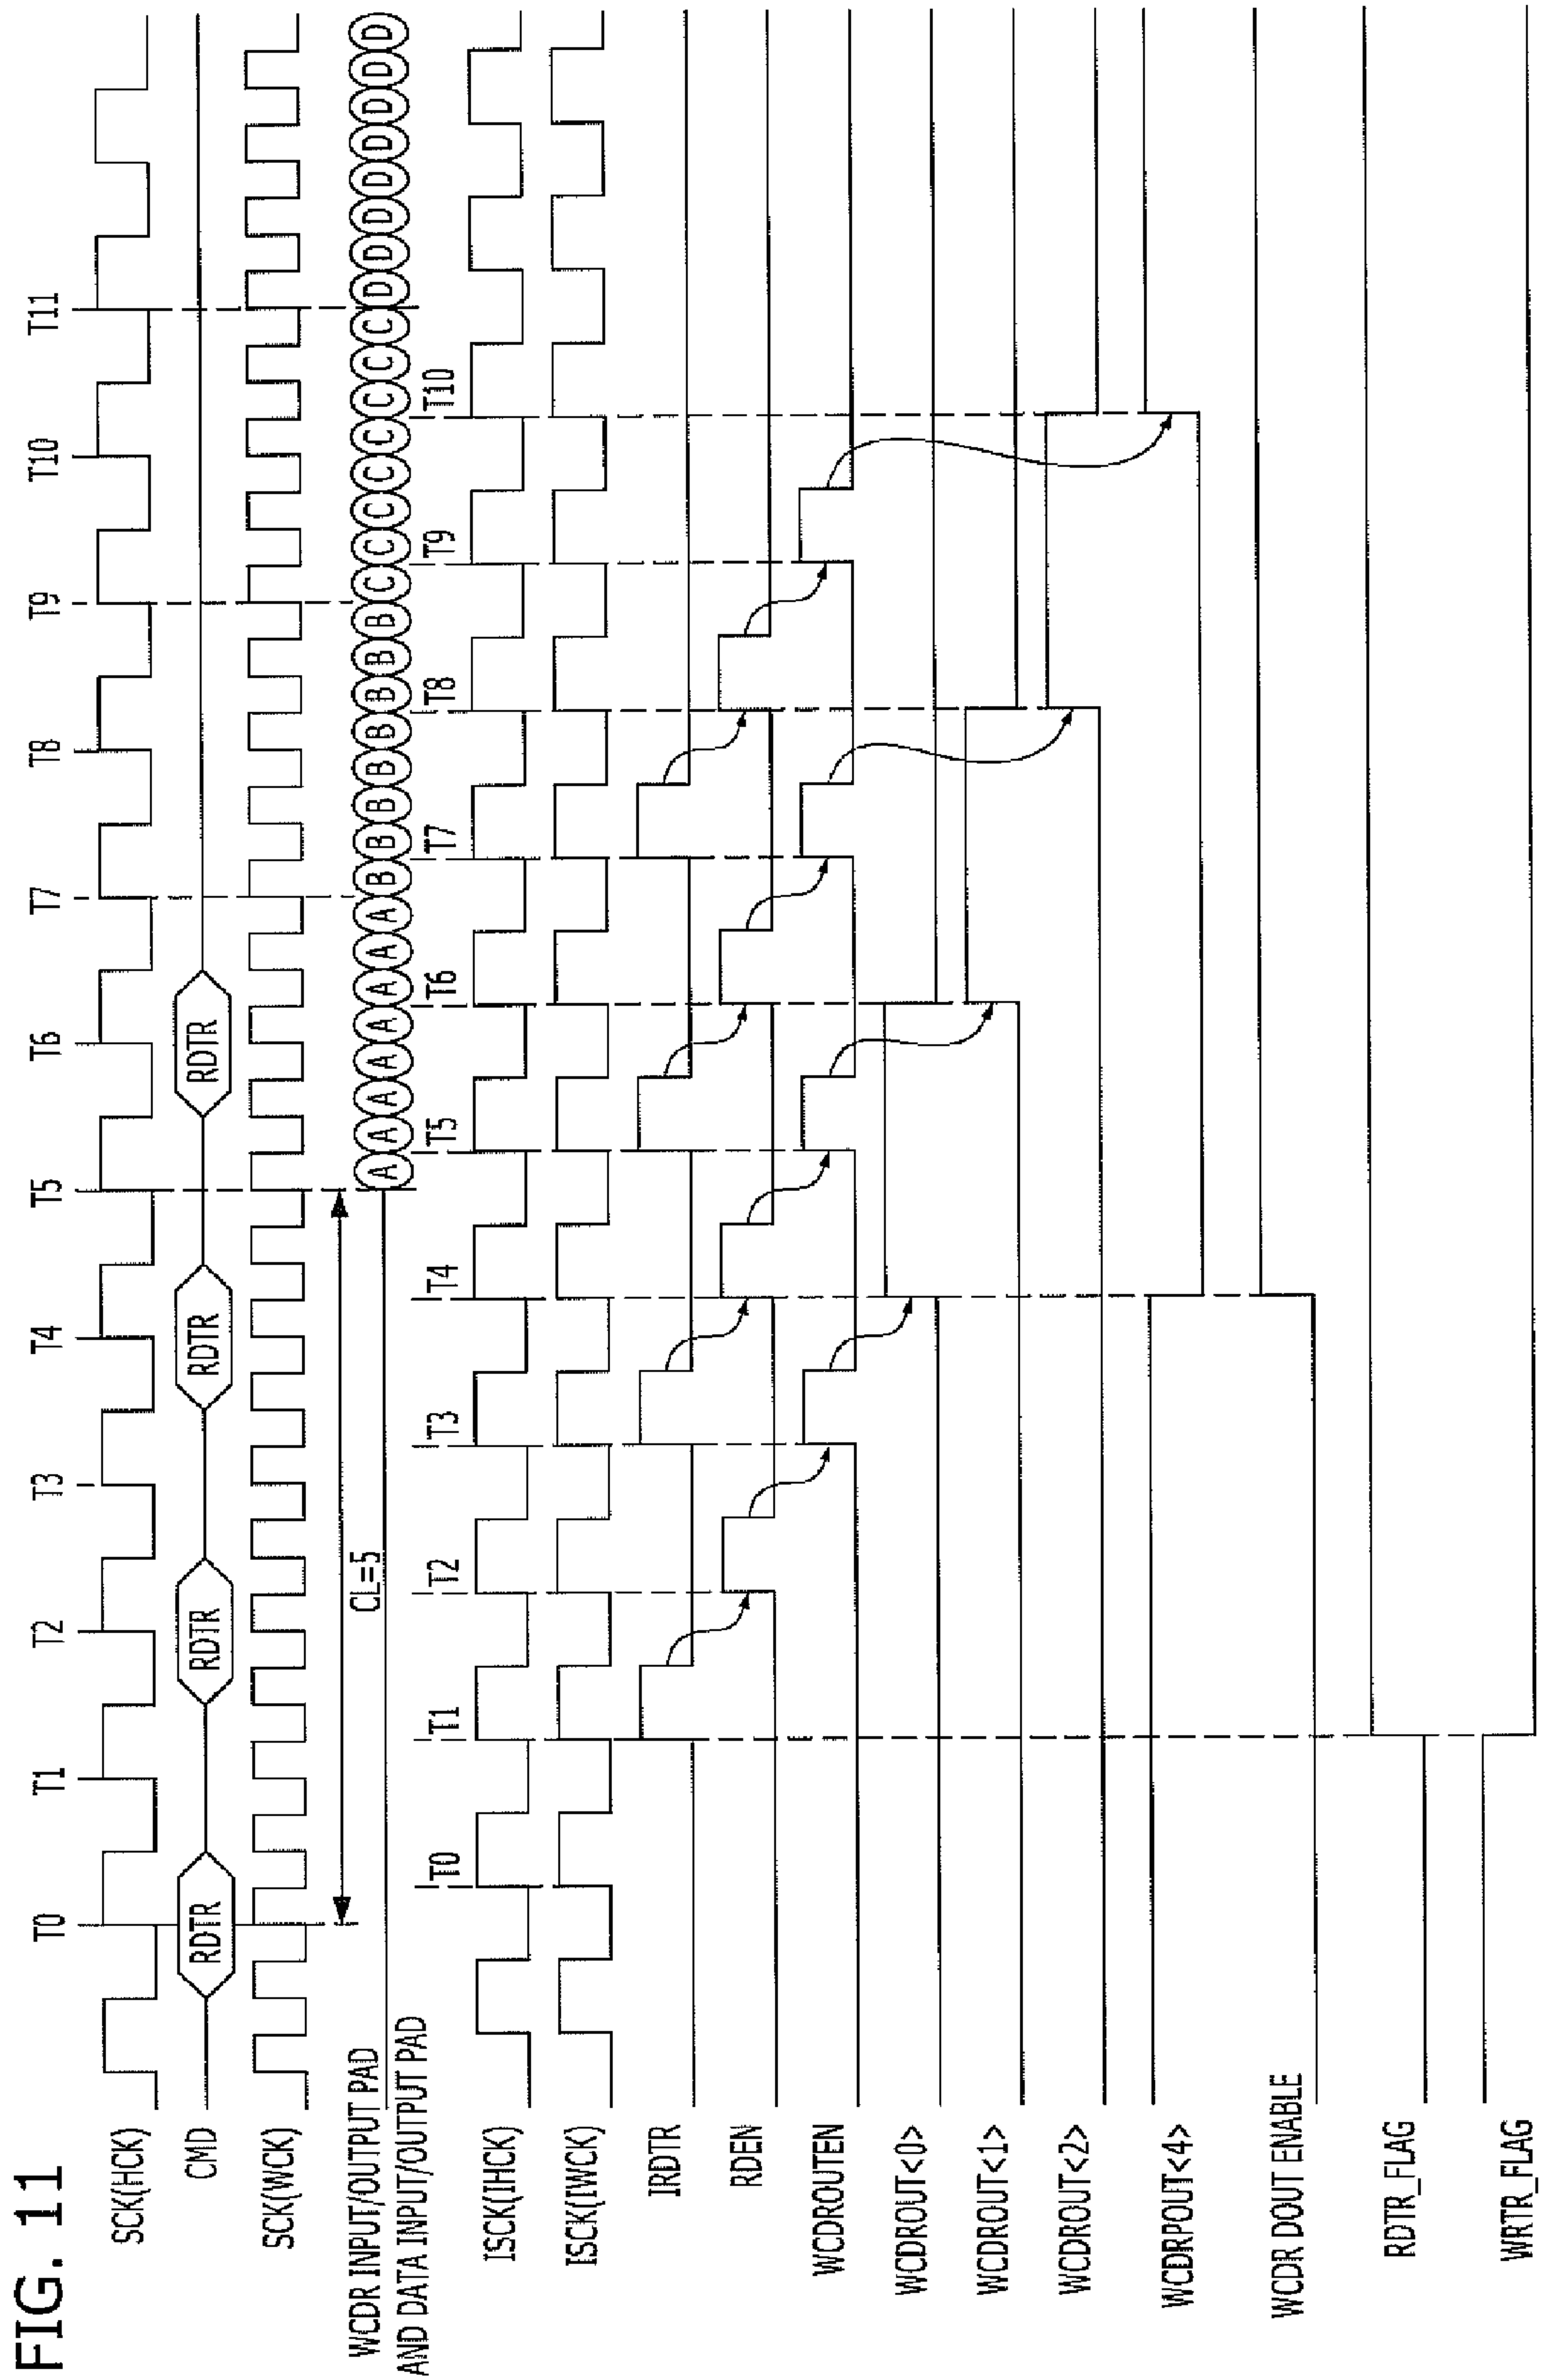 FIG. 11
T0 T1 T2 T3 T4 T5 T6 T7 T8 T9 T10 T11
SCK(HCK)
CMD RDTR RDTR RDTR RDTR
SCK(WCK)
CL=5
WCDR INPUT/OUTPUT PAD
AND DATA INPUT/OUTPUT PAD
A A A A A A A A B B B B B B B B C C C C C C C C D D D D D D D D
T0 T1 T2 T3 T4 T5 T6 T7 T8 T9 T10
ISCK(IHCK)
ISCK(IWCK)
IRDTR
RDEN
WCDROUTEN
WCDROUT<0>
WCDROUT<1>
WCDROUT<2>
WCDRPOUT<4>
WCDR DOUT ENABLE
RDTR_FLAG
WRTR_FLAG